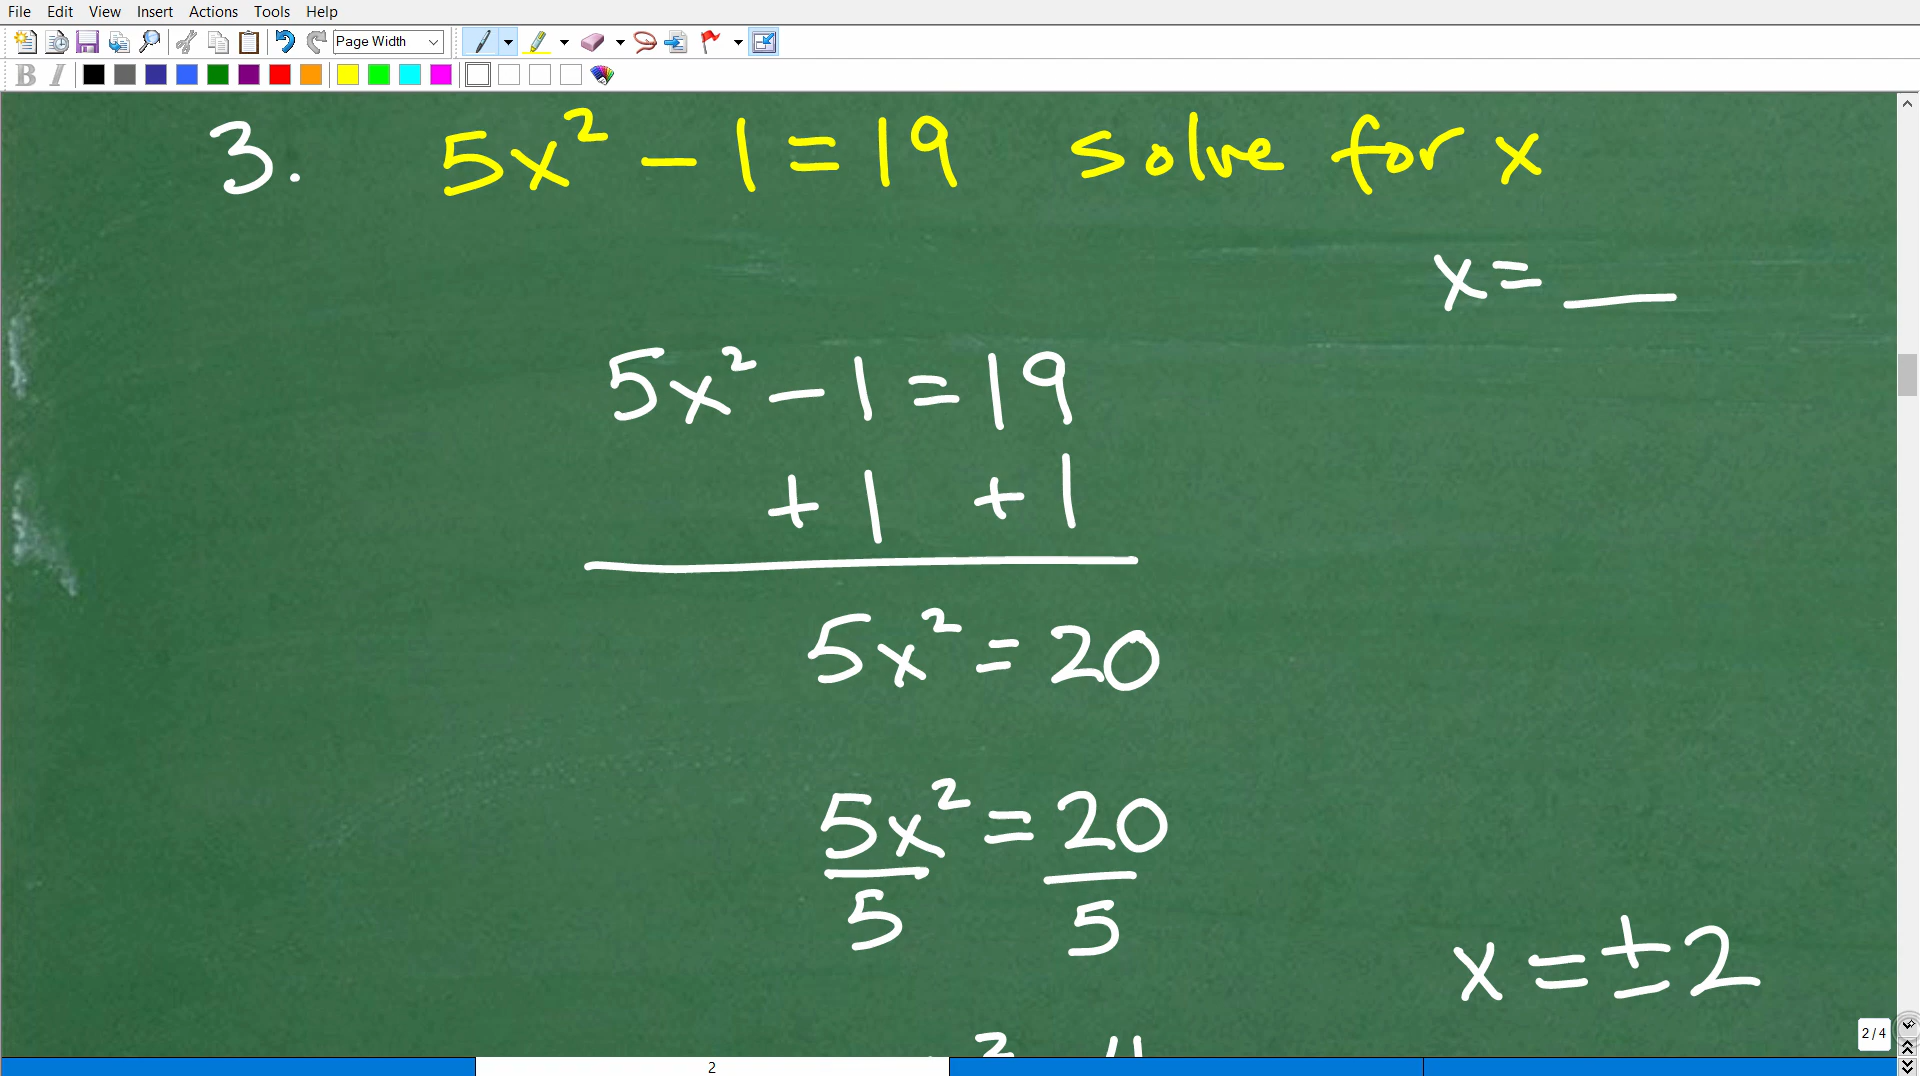 File Edit View Insert Actions Tools Help
Page Width
B I
3. 5x² - 1 = 19 solve for x
x = __
5x² - 1 = 19
+ 1 + 1
5x² = 20
5x² = 20
5 5
x = ±2
2 / 4
2